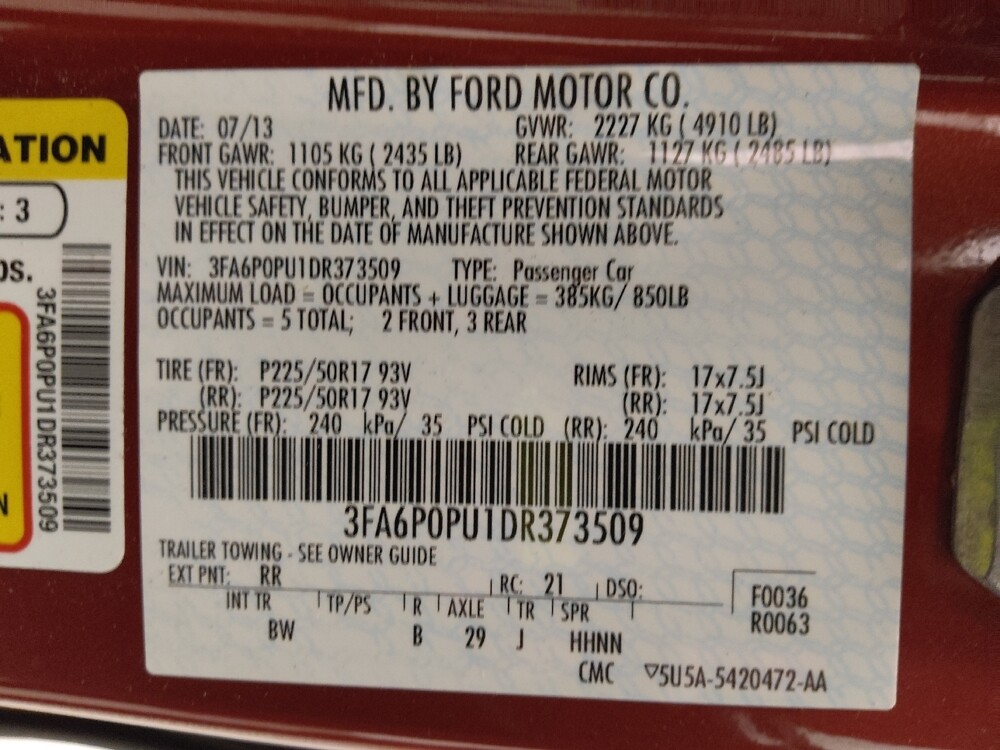 MFD. BY FORD MOTOR CO.
DATE: 07/13 GVWR: 2227 KG ( 4910 LB)
FRONT GAWR: 1105 KG ( 2435 LB) REAR GAWR: 1127 KG ( 2485 LB)
THIS VEHICLE CONFORMS TO ALL APPLICABLE FEDERAL MOTOR
VEHICLE SAFETY, BUMPER, AND THEFT PREVENTION STANDARDS
IN EFFECT ON THE DATE OF MANUFACTURE SHOWN ABOVE.
VIN: 3FA6P0PU1DR373509 TYPE: Passenger Car
MAXIMUM LOAD = OCCUPANTS + LUGGAGE = 385KG/ 850LB
OCCUPANTS = 5 TOTAL; 2 FRONT, 3 REAR
TIRE (FR): P225/50R17 93V RIMS (FR): 17x7.5J
(RR): P225/50R17 93V (RR): 17x7.5J
PRESSURE (FR): 240 kPa/ 35 PSI COLD (RR): 240 kPa/ 35 PSI COLD
3FA6P0PU1DR373509
TRAILER TOWING - SEE OWNER GUIDE
EXT PNT: RR RC: 21 DSO:
INT TR TP/PS R AXLE TR SPR
BW B 29 J HHNN
F0036
R0063
CMC ▽5U5A-5420472-AA
ATION
: 3
os.
3FA6P0PU1DR373509
N